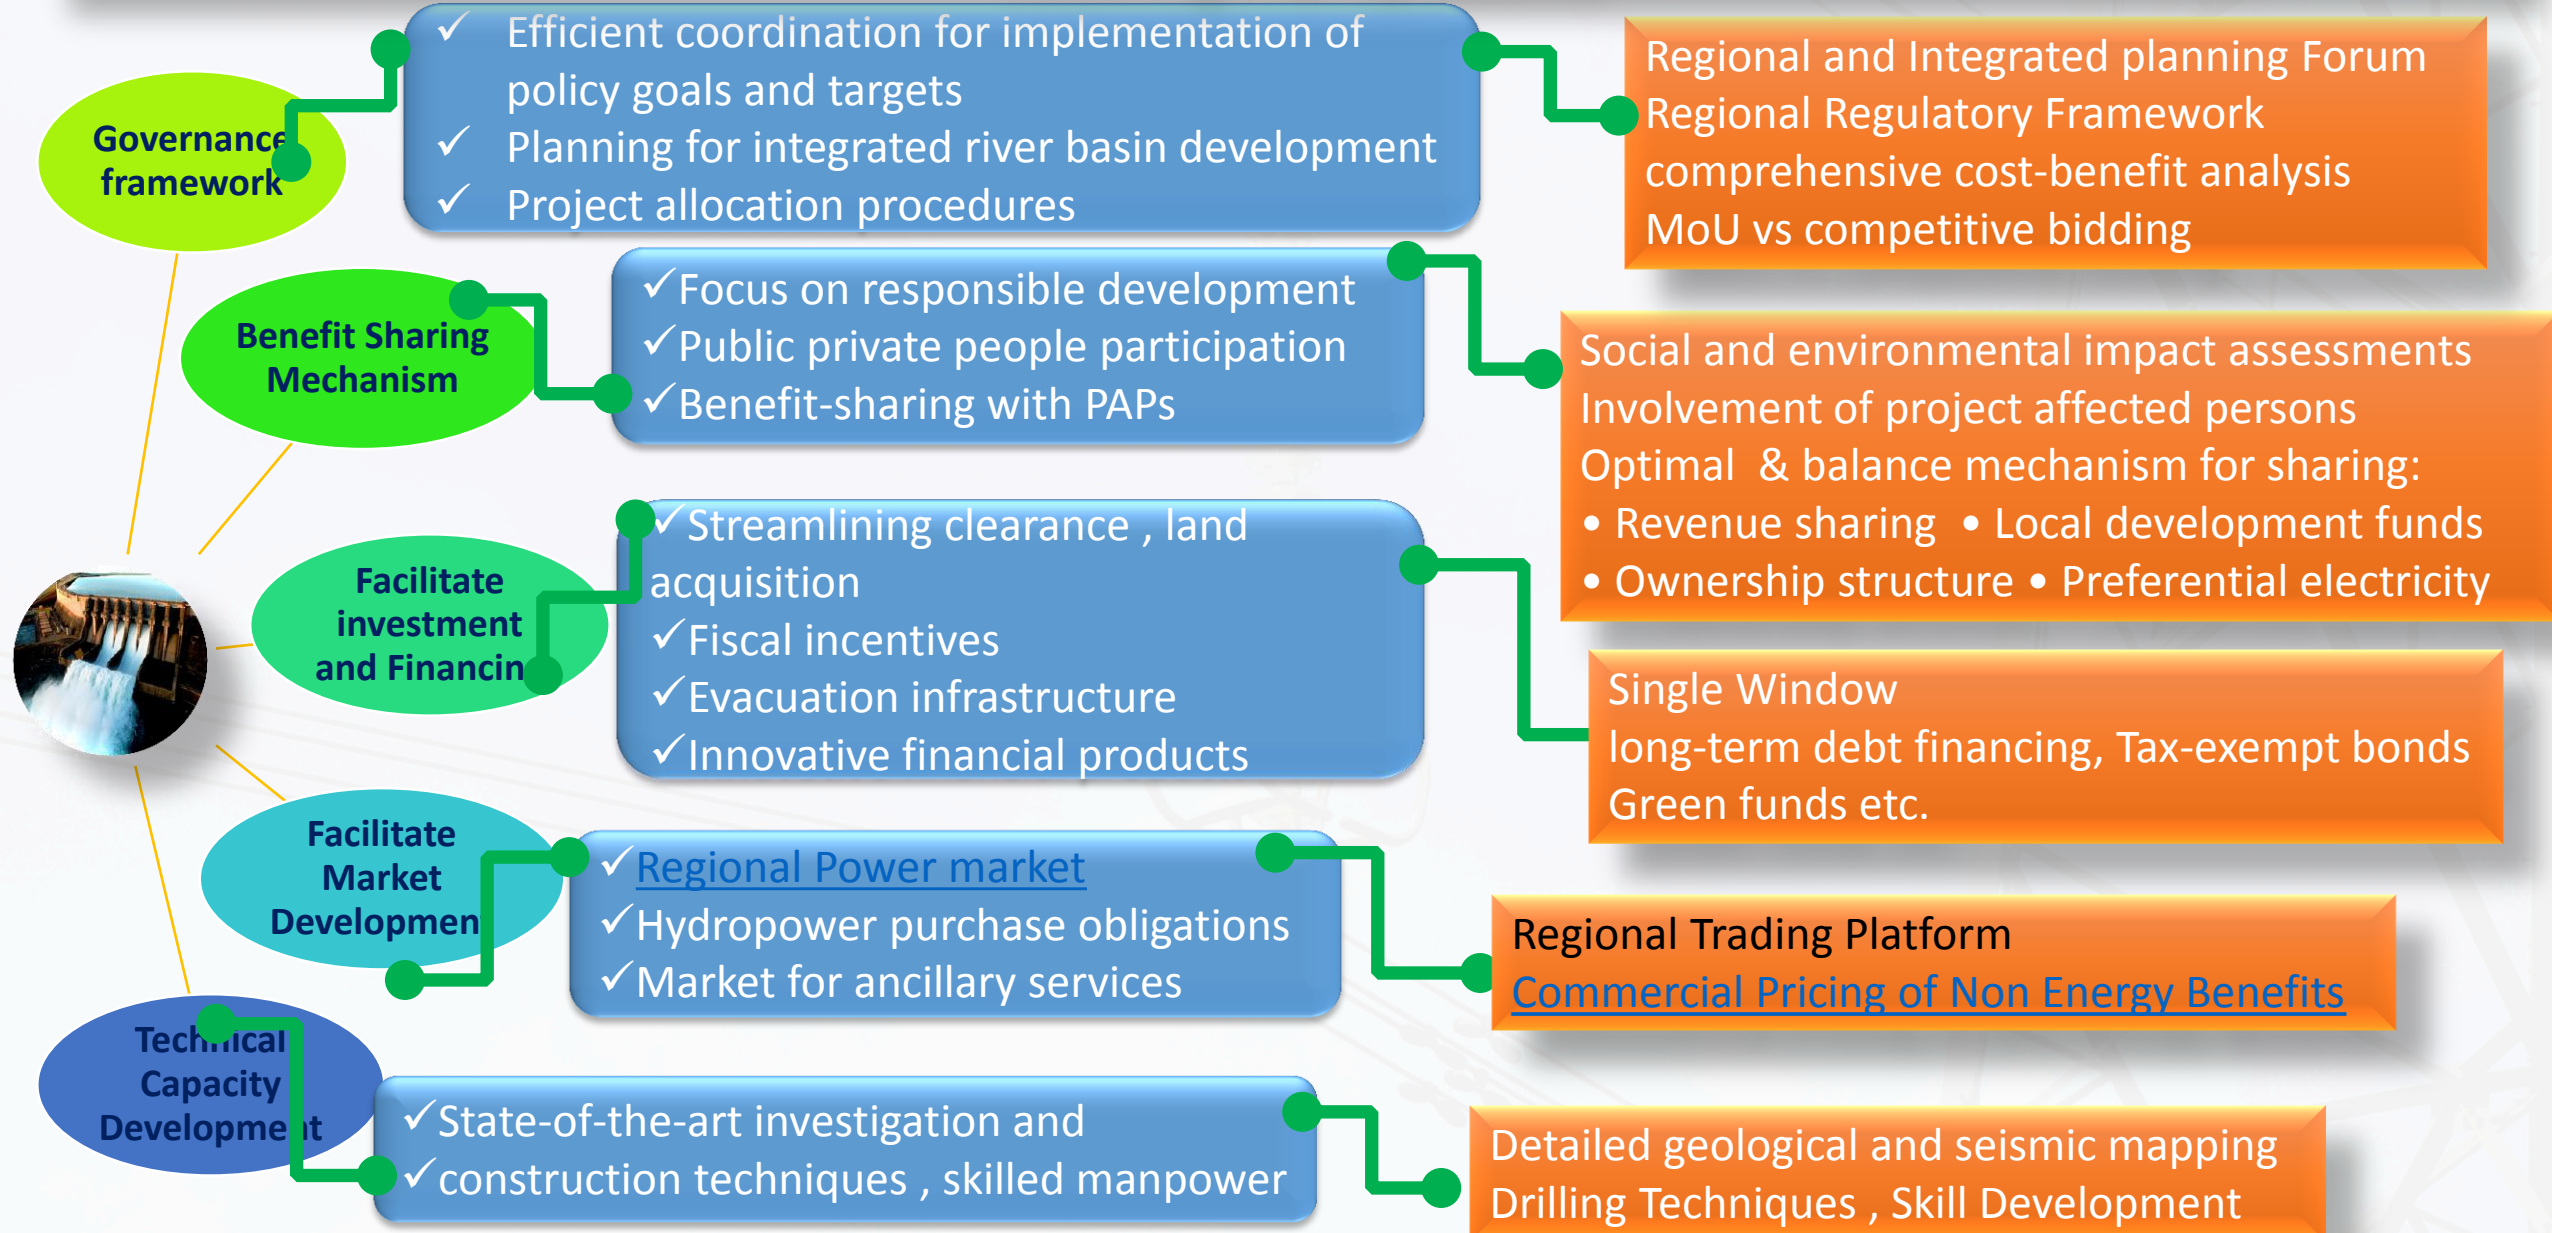 Governance
framework
✓ Efficient coordination for implementation of
policy goals and targets
✓ Planning for integrated river basin development
✓ Project allocation procedures
Regional and Integrated planning Forum
Regional Regulatory Framework
comprehensive cost-benefit analysis
MoU vs competitive bidding
Benefit Sharing
Mechanism
✓Focus on responsible development
✓Public private people participation
✓Benefit-sharing with PAPs
Social and environmental impact assessments
Involvement of project affected persons
Optimal & balance mechanism for sharing:
• Revenue sharing • Local development funds
• Ownership structure • Preferential electricity
Facilitate
investment
and Financin
✓Streamlining clearance , land
acquisition
✓Fiscal incentives
✓Evacuation infrastructure
✓Innovative financial products
Single Window
long-term debt financing, Tax-exempt bonds
Green funds etc.
Facilitate
Market
Development
✓Regional Power market
✓Hydropower purchase obligations
✓Market for ancillary services
Regional Trading Platform
Commercial Pricing of Non Energy Benefits
Technical
Capacity
Development
✓State-of-the-art investigation and
✓construction techniques , skilled manpower
Detailed geological and seismic mapping
Drilling Techniques , Skill Development